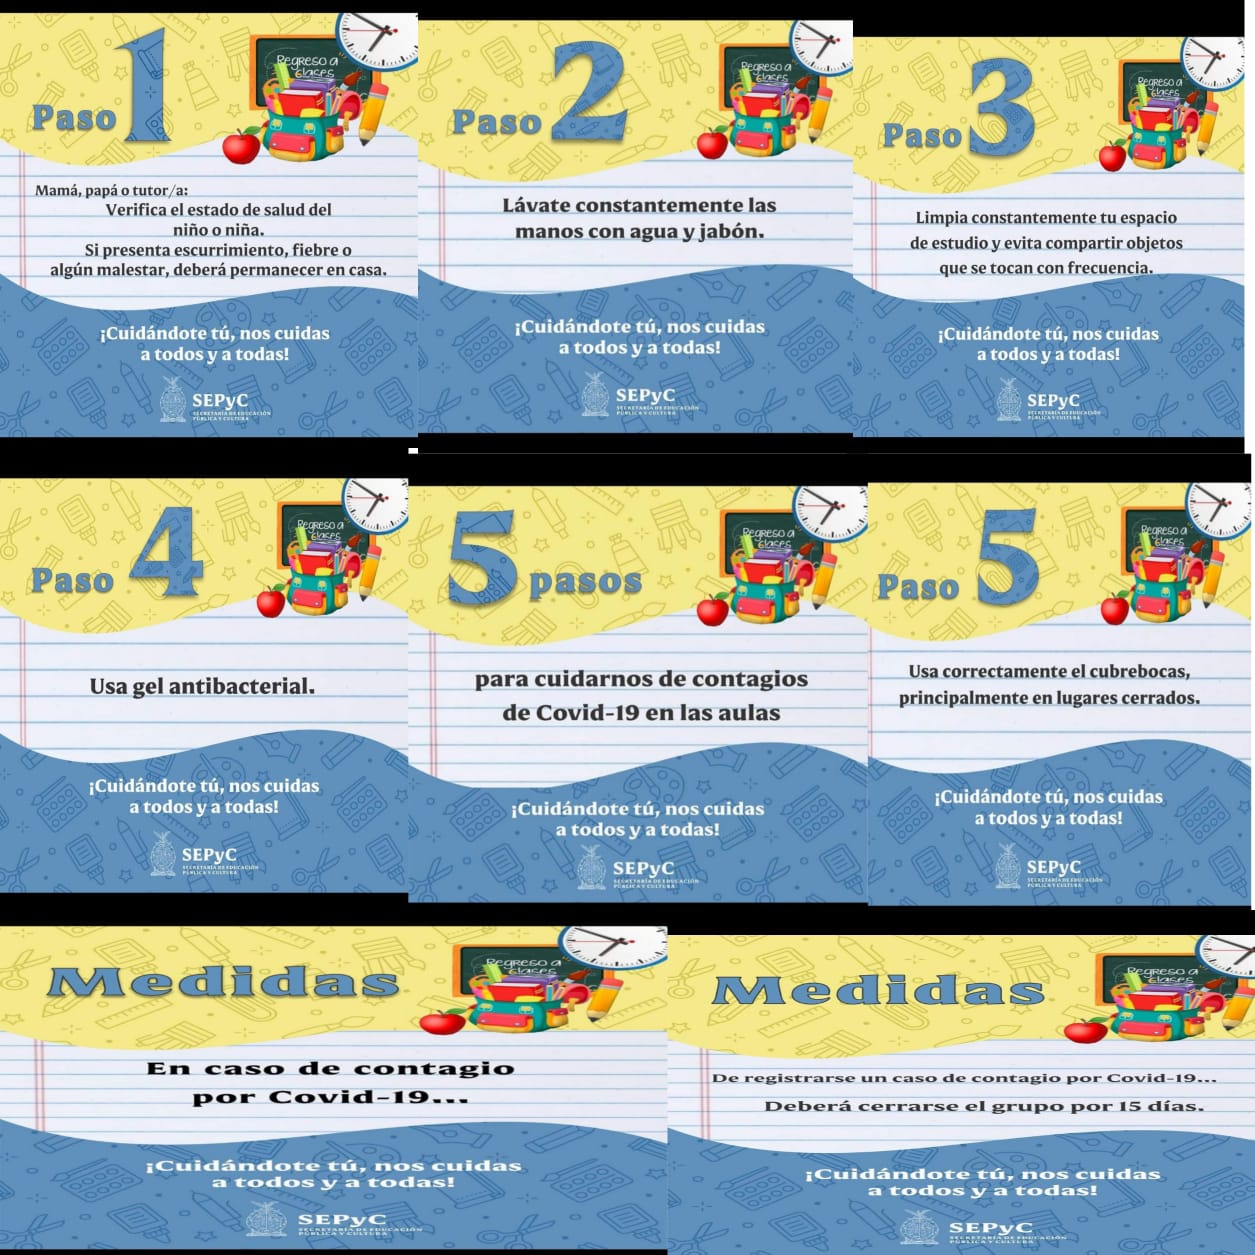 Paso 1
Regreso a
clases
Mamá, papá o tutor/a:
Verifica el estado de salud del
niño o niña.
Si presenta escurrimiento, fiebre o
algún malestar, deberá permanecer en casa.
¡Cuidándote tú, nos cuidas
a todos y a todas!
SEPyC
SECRETARÍA DE EDUCACIÓN
PÚBLICA Y CULTURA
Paso 2
Regreso a
clases
Lávate constantemente las
manos con agua y jabón.
¡Cuidándote tú, nos cuidas
a todos y a todas!
SEPyC
SECRETARÍA DE EDUCACIÓN
PÚBLICA Y CULTURA
Paso 3
Regreso a
clases
Limpia constantemente tu espacio
de estudio y evita compartir objetos
que se tocan con frecuencia.
¡Cuidándote tú, nos cuidas
a todos y a todas!
SEPyC
SECRETARÍA DE EDUCACIÓN
PÚBLICA Y CULTURA
Paso 4
Regreso a
clases
Usa gel antibacterial.
¡Cuidándote tú, nos cuidas
a todos y a todas!
SEPyC
SECRETARÍA DE EDUCACIÓN
PÚBLICA Y CULTURA
5 pasos
Regreso a
clases
para cuidarnos de contagios
de Covid-19 en las aulas
¡Cuidándote tú, nos cuidas
a todos y a todas!
SEPyC
SECRETARÍA DE EDUCACIÓN
PÚBLICA Y CULTURA
Paso 5
Regreso a
clases
Usa correctamente el cubrebocas,
principalmente en lugares cerrados.
¡Cuidándote tú, nos cuidas
a todos y a todas!
SEPyC
SECRETARÍA DE EDUCACIÓN
PÚBLICA Y CULTURA
Medidas
Regreso a
clases
En caso de contagio
por Covid-19...
¡Cuidándote tú, nos cuidas
a todos y a todas!
SEPyC
SECRETARÍA DE EDUCACIÓN
PÚBLICA Y CULTURA
Medidas
Regreso a
clases
De registrarse un caso de contagio por Covid-19...
Deberá cerrarse el grupo por 15 días.
¡Cuidándote tú, nos cuidas
a todos y a todas!
SEPyC
SECRETARÍA DE EDUCACIÓN
PÚBLICA Y CULTURA